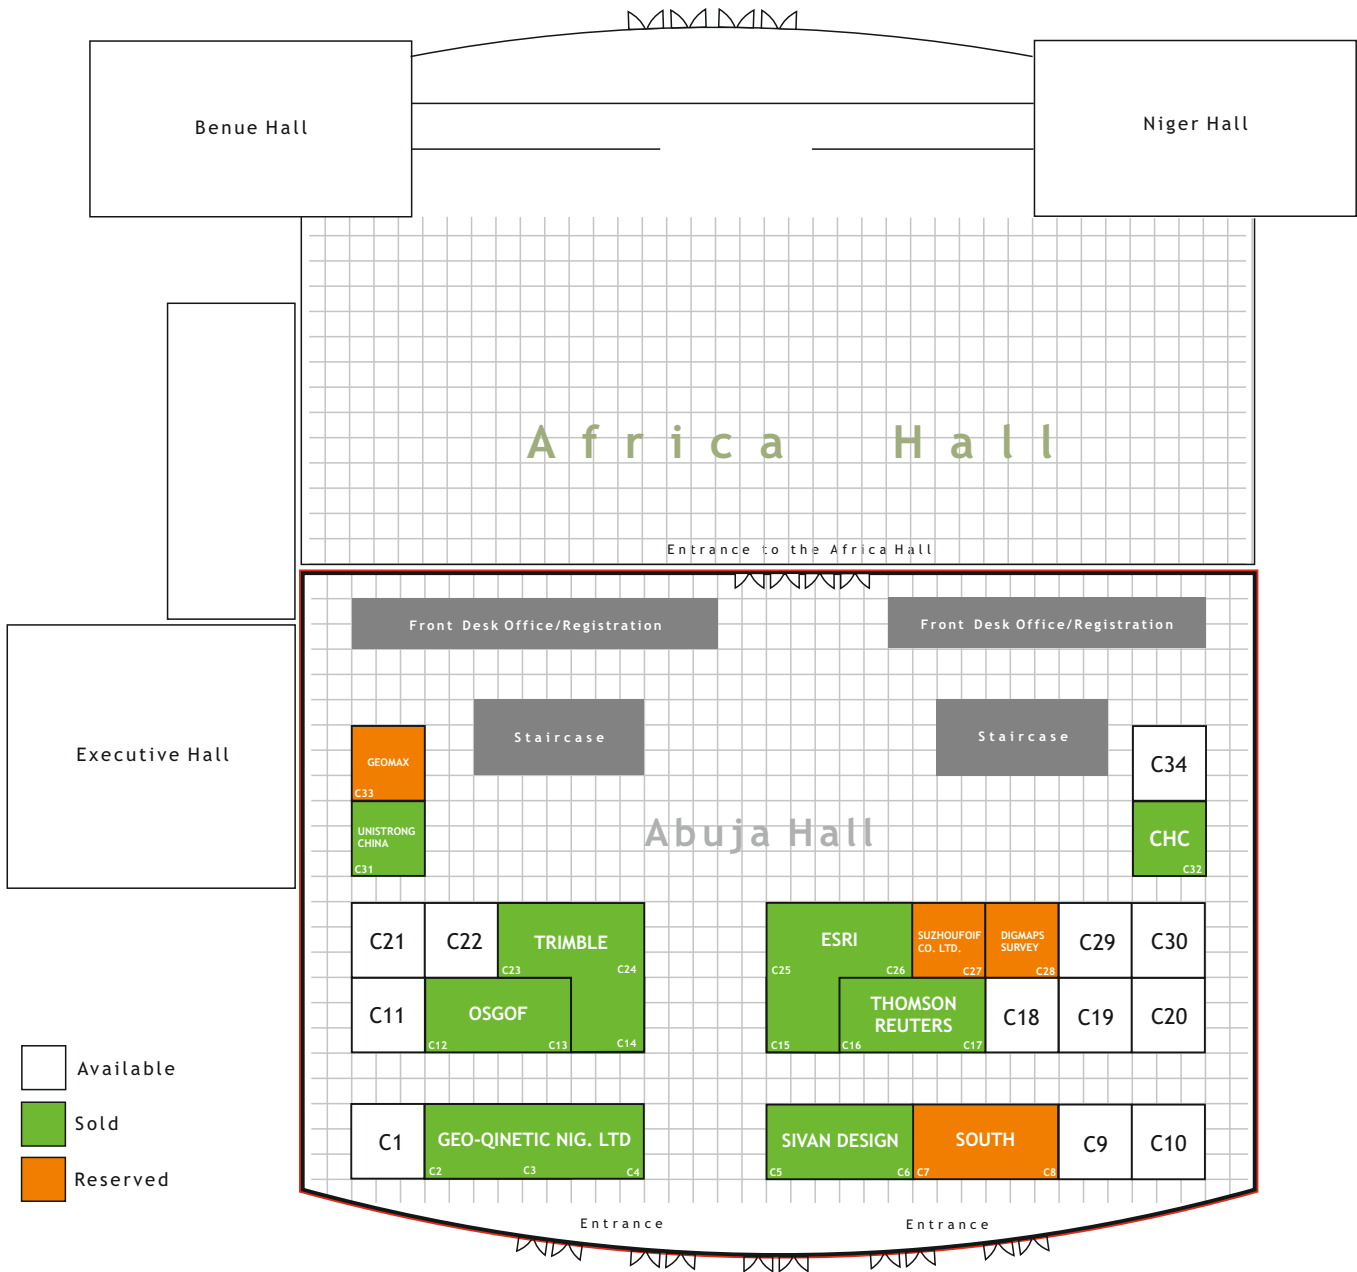 Benue Hall
Niger Hall
Africa Hall
Entrance to the Africa Hall
Front Desk Office/Registration
Front Desk Office/Registration
Staircase
Staircase
Executive Hall
GEOMAX
C33
C34
UNISTRONG
CHINA
C31
Abuja Hall
CHC
C32
C21
C22
TRIMBLE
C23
C24
ESRI
C25
C26
SUZHOUFOIF
CO. LTD.
C27
DIGMAPS
SURVEY
C28
C29
C30
C11
OSGOF
C12
C13
C14
C15
THOMSON
REUTERS
C16
C17
C18
C19
C20
Available
Sold
Reserved
C1
GEO-QINETIC NIG. LTD
C2
C3
C4
SIVAN DESIGN
C5
C6
SOUTH
C7
C8
C9
C10
Entrance
Entrance